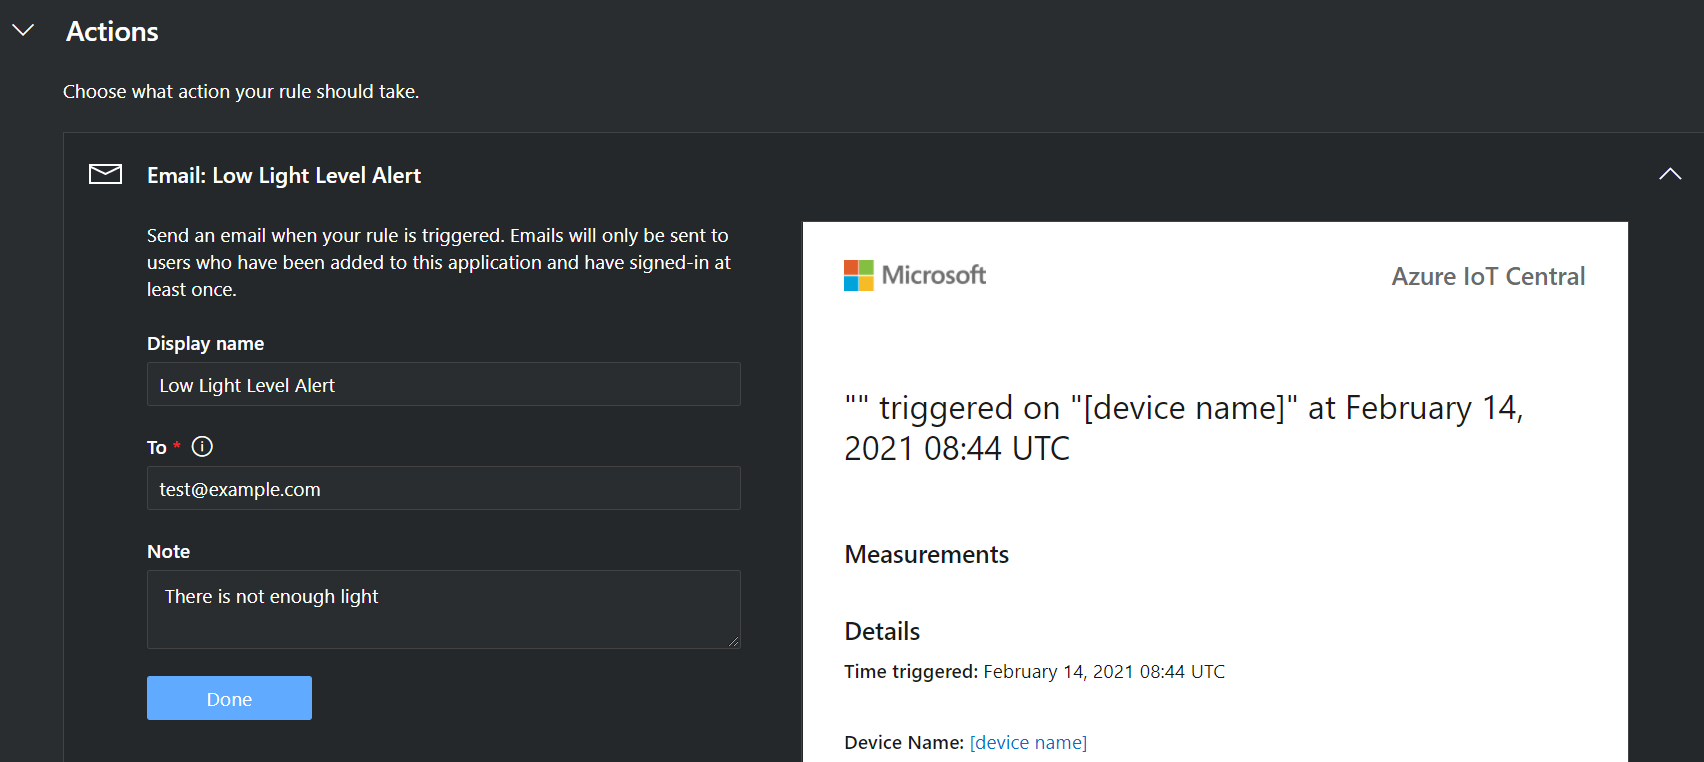 Actions
Choose what action your rule should take.
Email: Low Light Level Alert
Send an email when your rule is triggered. Emails will only be sent to
users who have been added to this application and have signed-in at
least once.
Display name
Low Light Level Alert
To *
test@example.com
Note
There is not enough light
Done
Microsoft
Azure IoT Central
"" triggered on "[device name]" at February 14,
2021 08:44 UTC
Measurements
Details
Time triggered: February 14, 2021 08:44 UTC
Device Name: [device name]